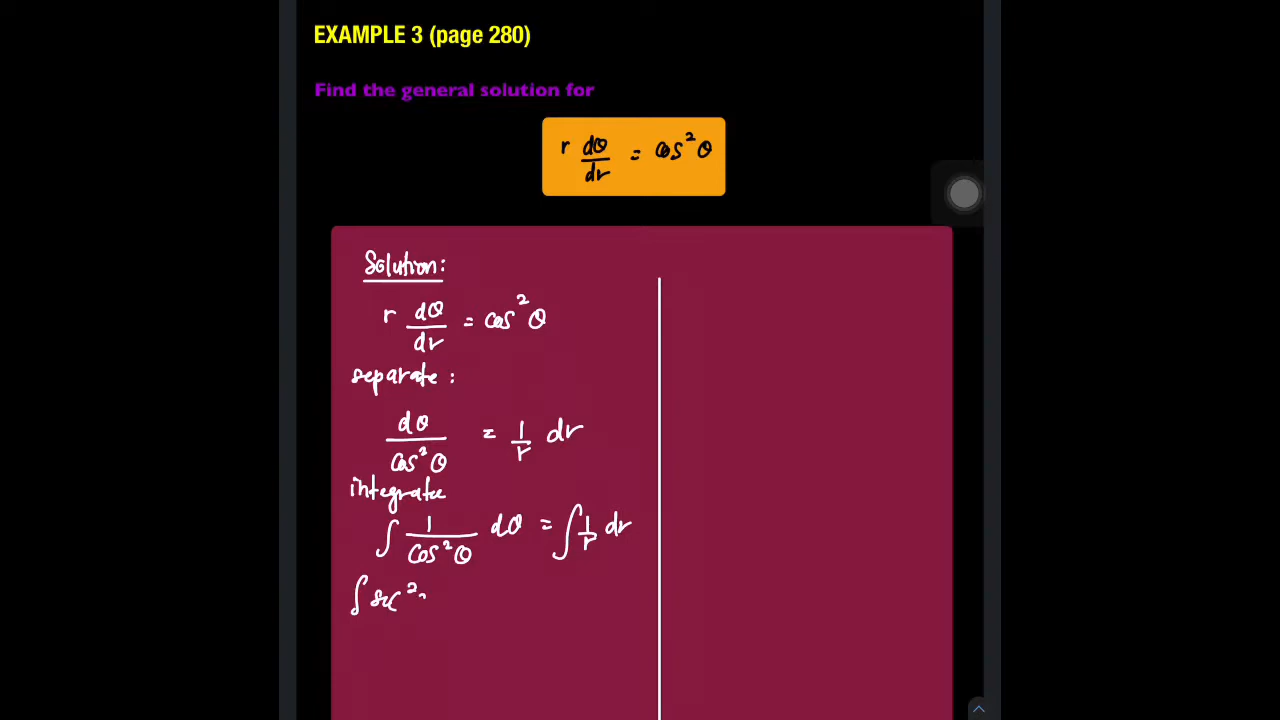 EXAMPLE 3 (page 280)
Find the general solution for
r dθ/dr = cos²θ
Solution:
r dθ/dr = cos²θ
separate:
dθ/cos²θ = 1/r dr
integrate
∫ 1/cos²θ dθ = ∫ 1/r dr
∫ sec²